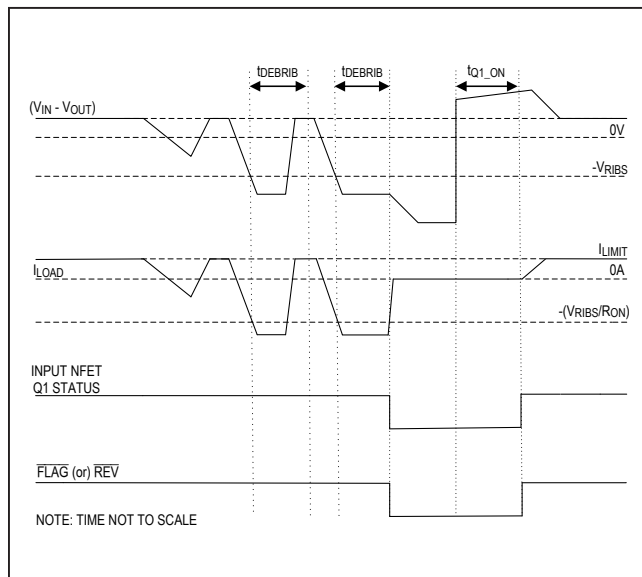 tDEBRIB
tDEBRIB
tQ1_ON
(VIN - VOUT)
0V
-VRIBS
ILIMIT
ILOAD
0A
-(VRIBS/RON)
INPUT NFET
Q1 STATUS
FLAG (or) REV
NOTE: TIME NOT TO SCALE